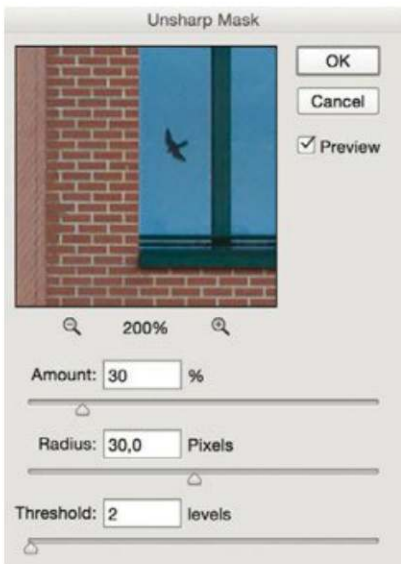 Unsharp Mask
OK
Cancel
Preview
200%
Amount: 30 %
Radius: 30,0 Pixels
Threshold: 2 levels